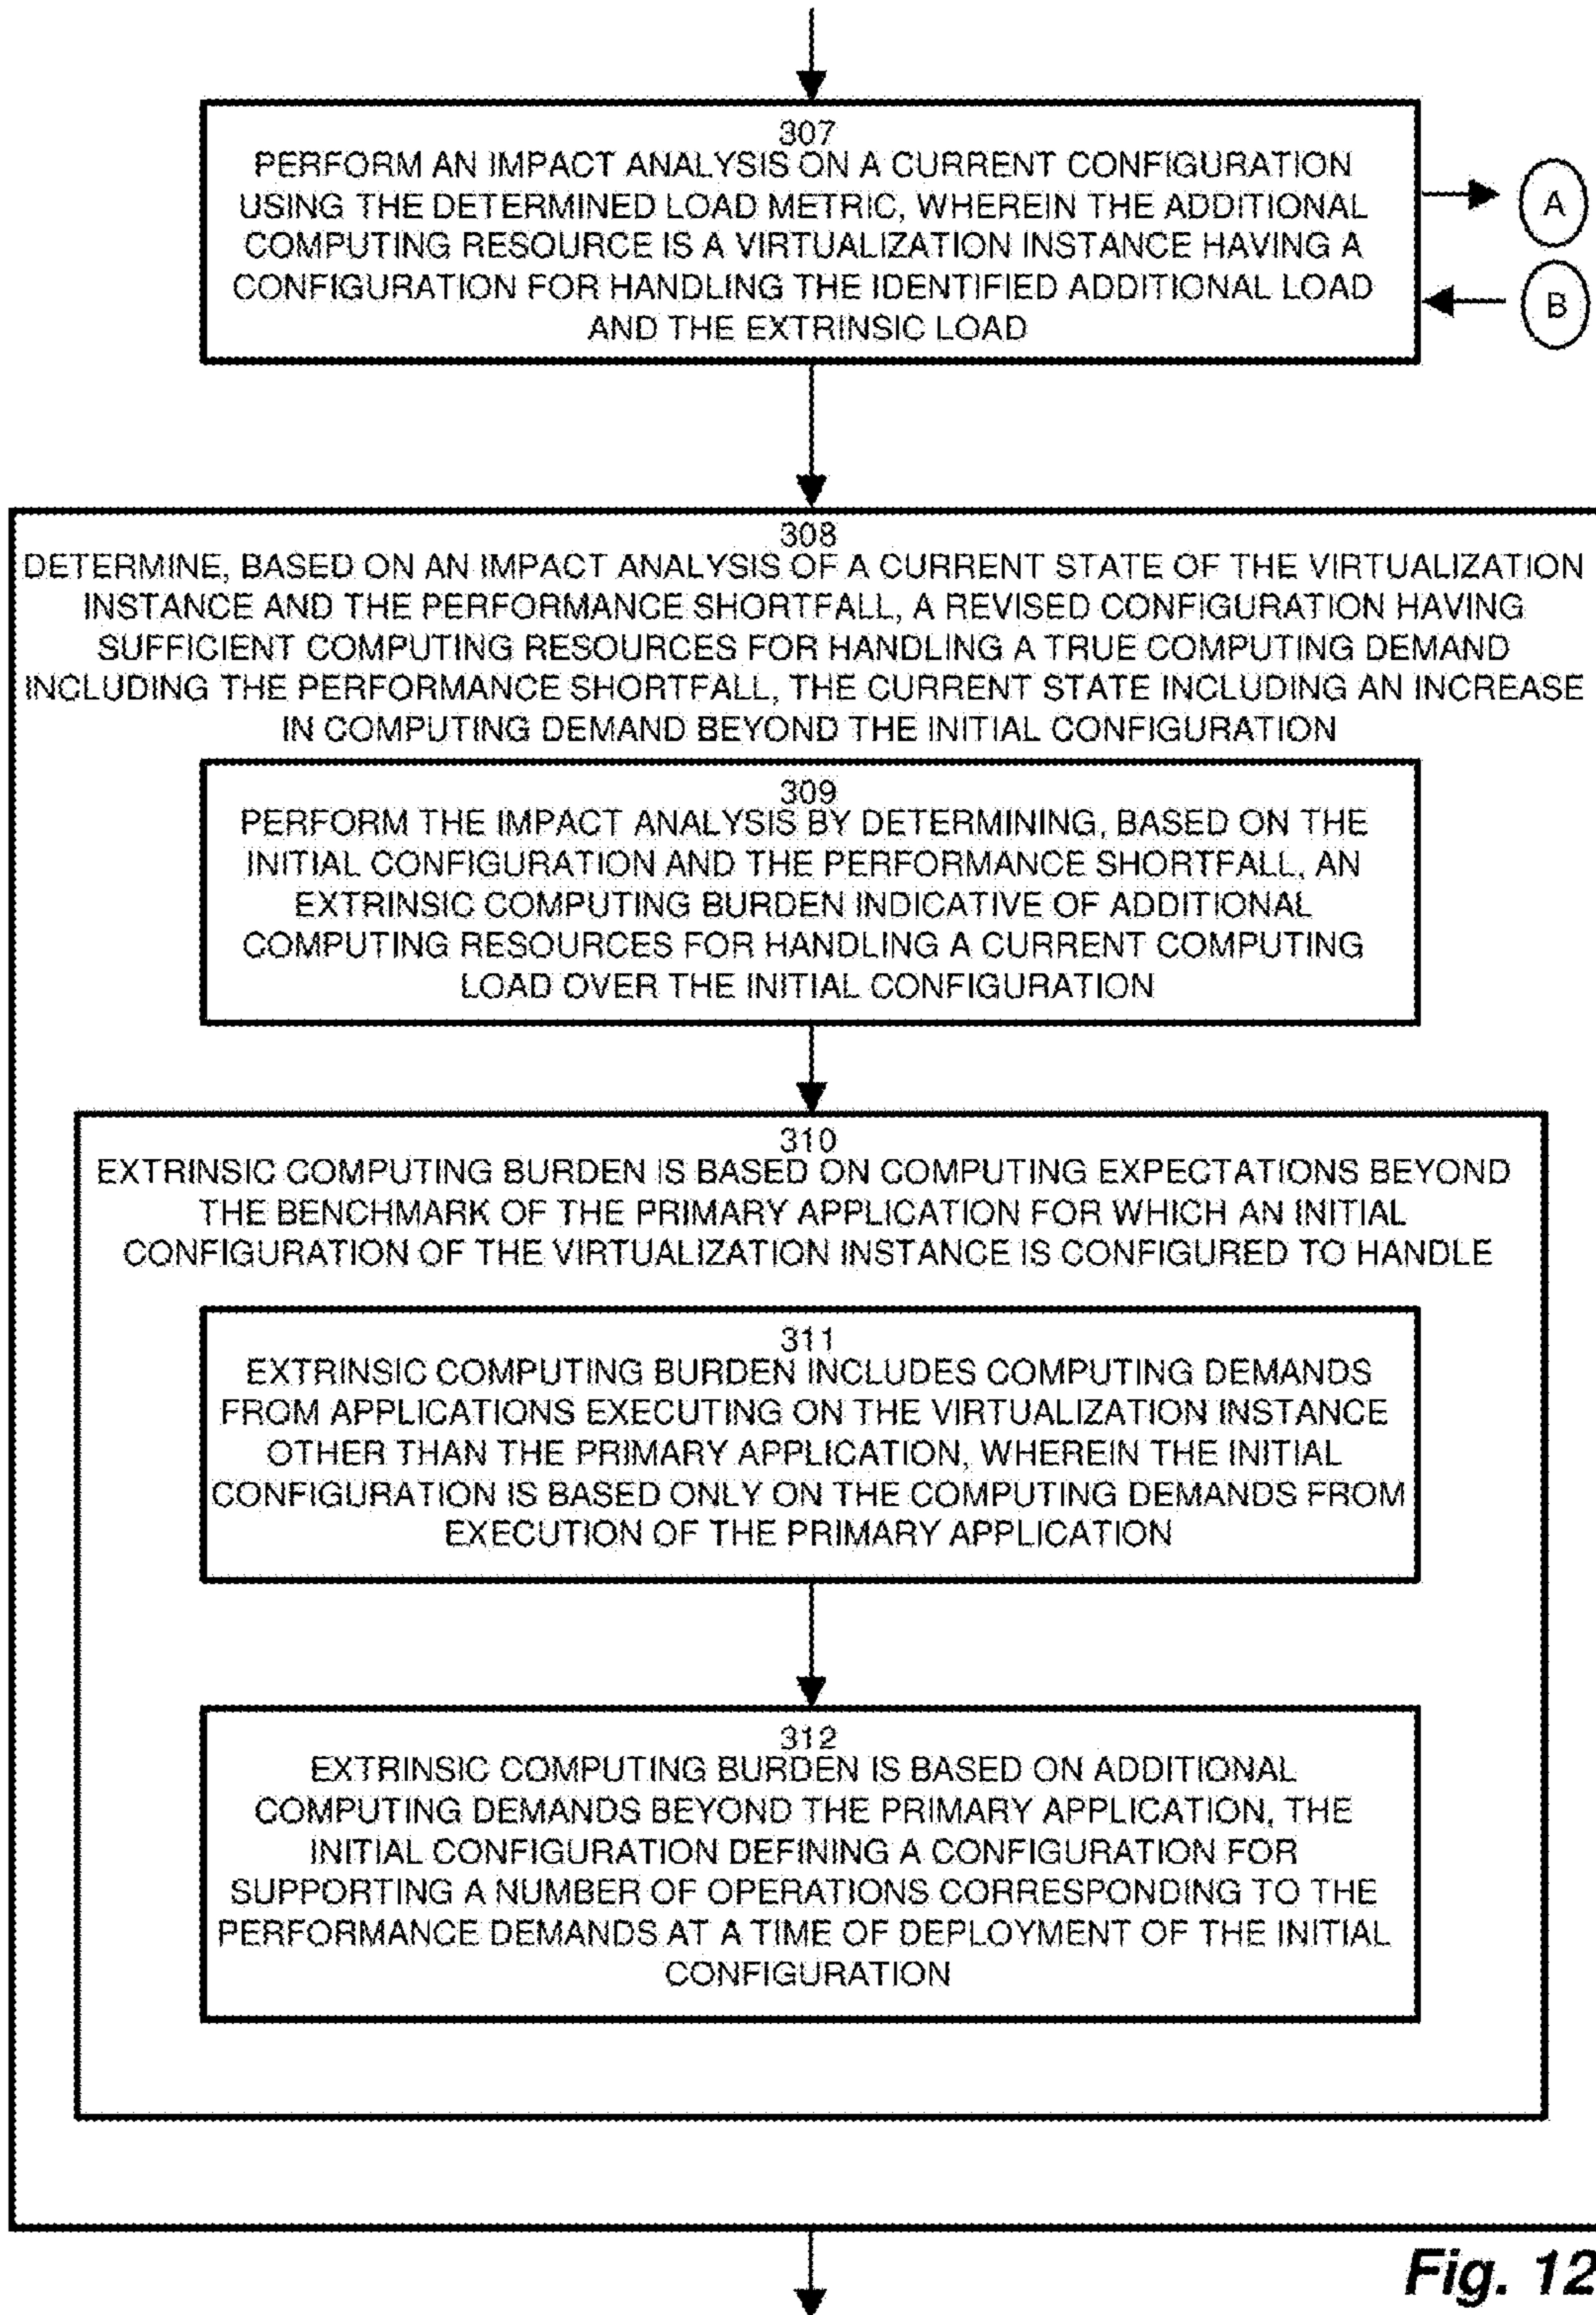 307
PERFORM AN IMPACT ANALYSIS ON A CURRENT CONFIGURATION
USING THE DETERMINED LOAD METRIC, WHEREIN THE ADDITIONAL
COMPUTING RESOURCE IS A VIRTUALIZATION INSTANCE HAVING A
CONFIGURATION FOR HANDLING THE IDENTIFIED ADDITIONAL LOAD
AND THE EXTRINSIC LOAD
A
B
308
DETERMINE, BASED ON AN IMPACT ANALYSIS OF A CURRENT STATE OF THE VIRTUALIZATION
INSTANCE AND THE PERFORMANCE SHORTFALL, A REVISED CONFIGURATION HAVING
SUFFICIENT COMPUTING RESOURCES FOR HANDLING A TRUE COMPUTING DEMAND
INCLUDING THE PERFORMANCE SHORTFALL, THE CURRENT STATE INCLUDING AN INCREASE
IN COMPUTING DEMAND BEYOND THE INITIAL CONFIGURATION
309
PERFORM THE IMPACT ANALYSIS BY DETERMINING, BASED ON THE
INITIAL CONFIGURATION AND THE PERFORMANCE SHORTFALL, AN
EXTRINSIC COMPUTING BURDEN INDICATIVE OF ADDITIONAL
COMPUTING RESOURCES FOR HANDLING A CURRENT COMPUTING
LOAD OVER THE INITIAL CONFIGURATION
310
EXTRINSIC COMPUTING BURDEN IS BASED ON COMPUTING EXPECTATIONS BEYOND
THE BENCHMARK OF THE PRIMARY APPLICATION FOR WHICH AN INITIAL
CONFIGURATION OF THE VIRTUALIZATION INSTANCE IS CONFIGURED TO HANDLE
311
EXTRINSIC COMPUTING BURDEN INCLUDES COMPUTING DEMANDS
FROM APPLICATIONS EXECUTING ON THE VIRTUALIZATION INSTANCE
OTHER THAN THE PRIMARY APPLICATION, WHEREIN THE INITIAL
CONFIGURATION IS BASED ONLY ON THE COMPUTING DEMANDS FROM
EXECUTION OF THE PRIMARY APPLICATION
312
EXTRINSIC COMPUTING BURDEN IS BASED ON ADDITIONAL
COMPUTING DEMANDS BEYOND THE PRIMARY APPLICATION, THE
INITIAL CONFIGURATION DEFINING A CONFIGURATION FOR
SUPPORTING A NUMBER OF OPERATIONS CORRESPONDING TO THE
PERFORMANCE DEMANDS AT A TIME OF DEPLOYMENT OF THE INITIAL
CONFIGURATION
Fig. 12